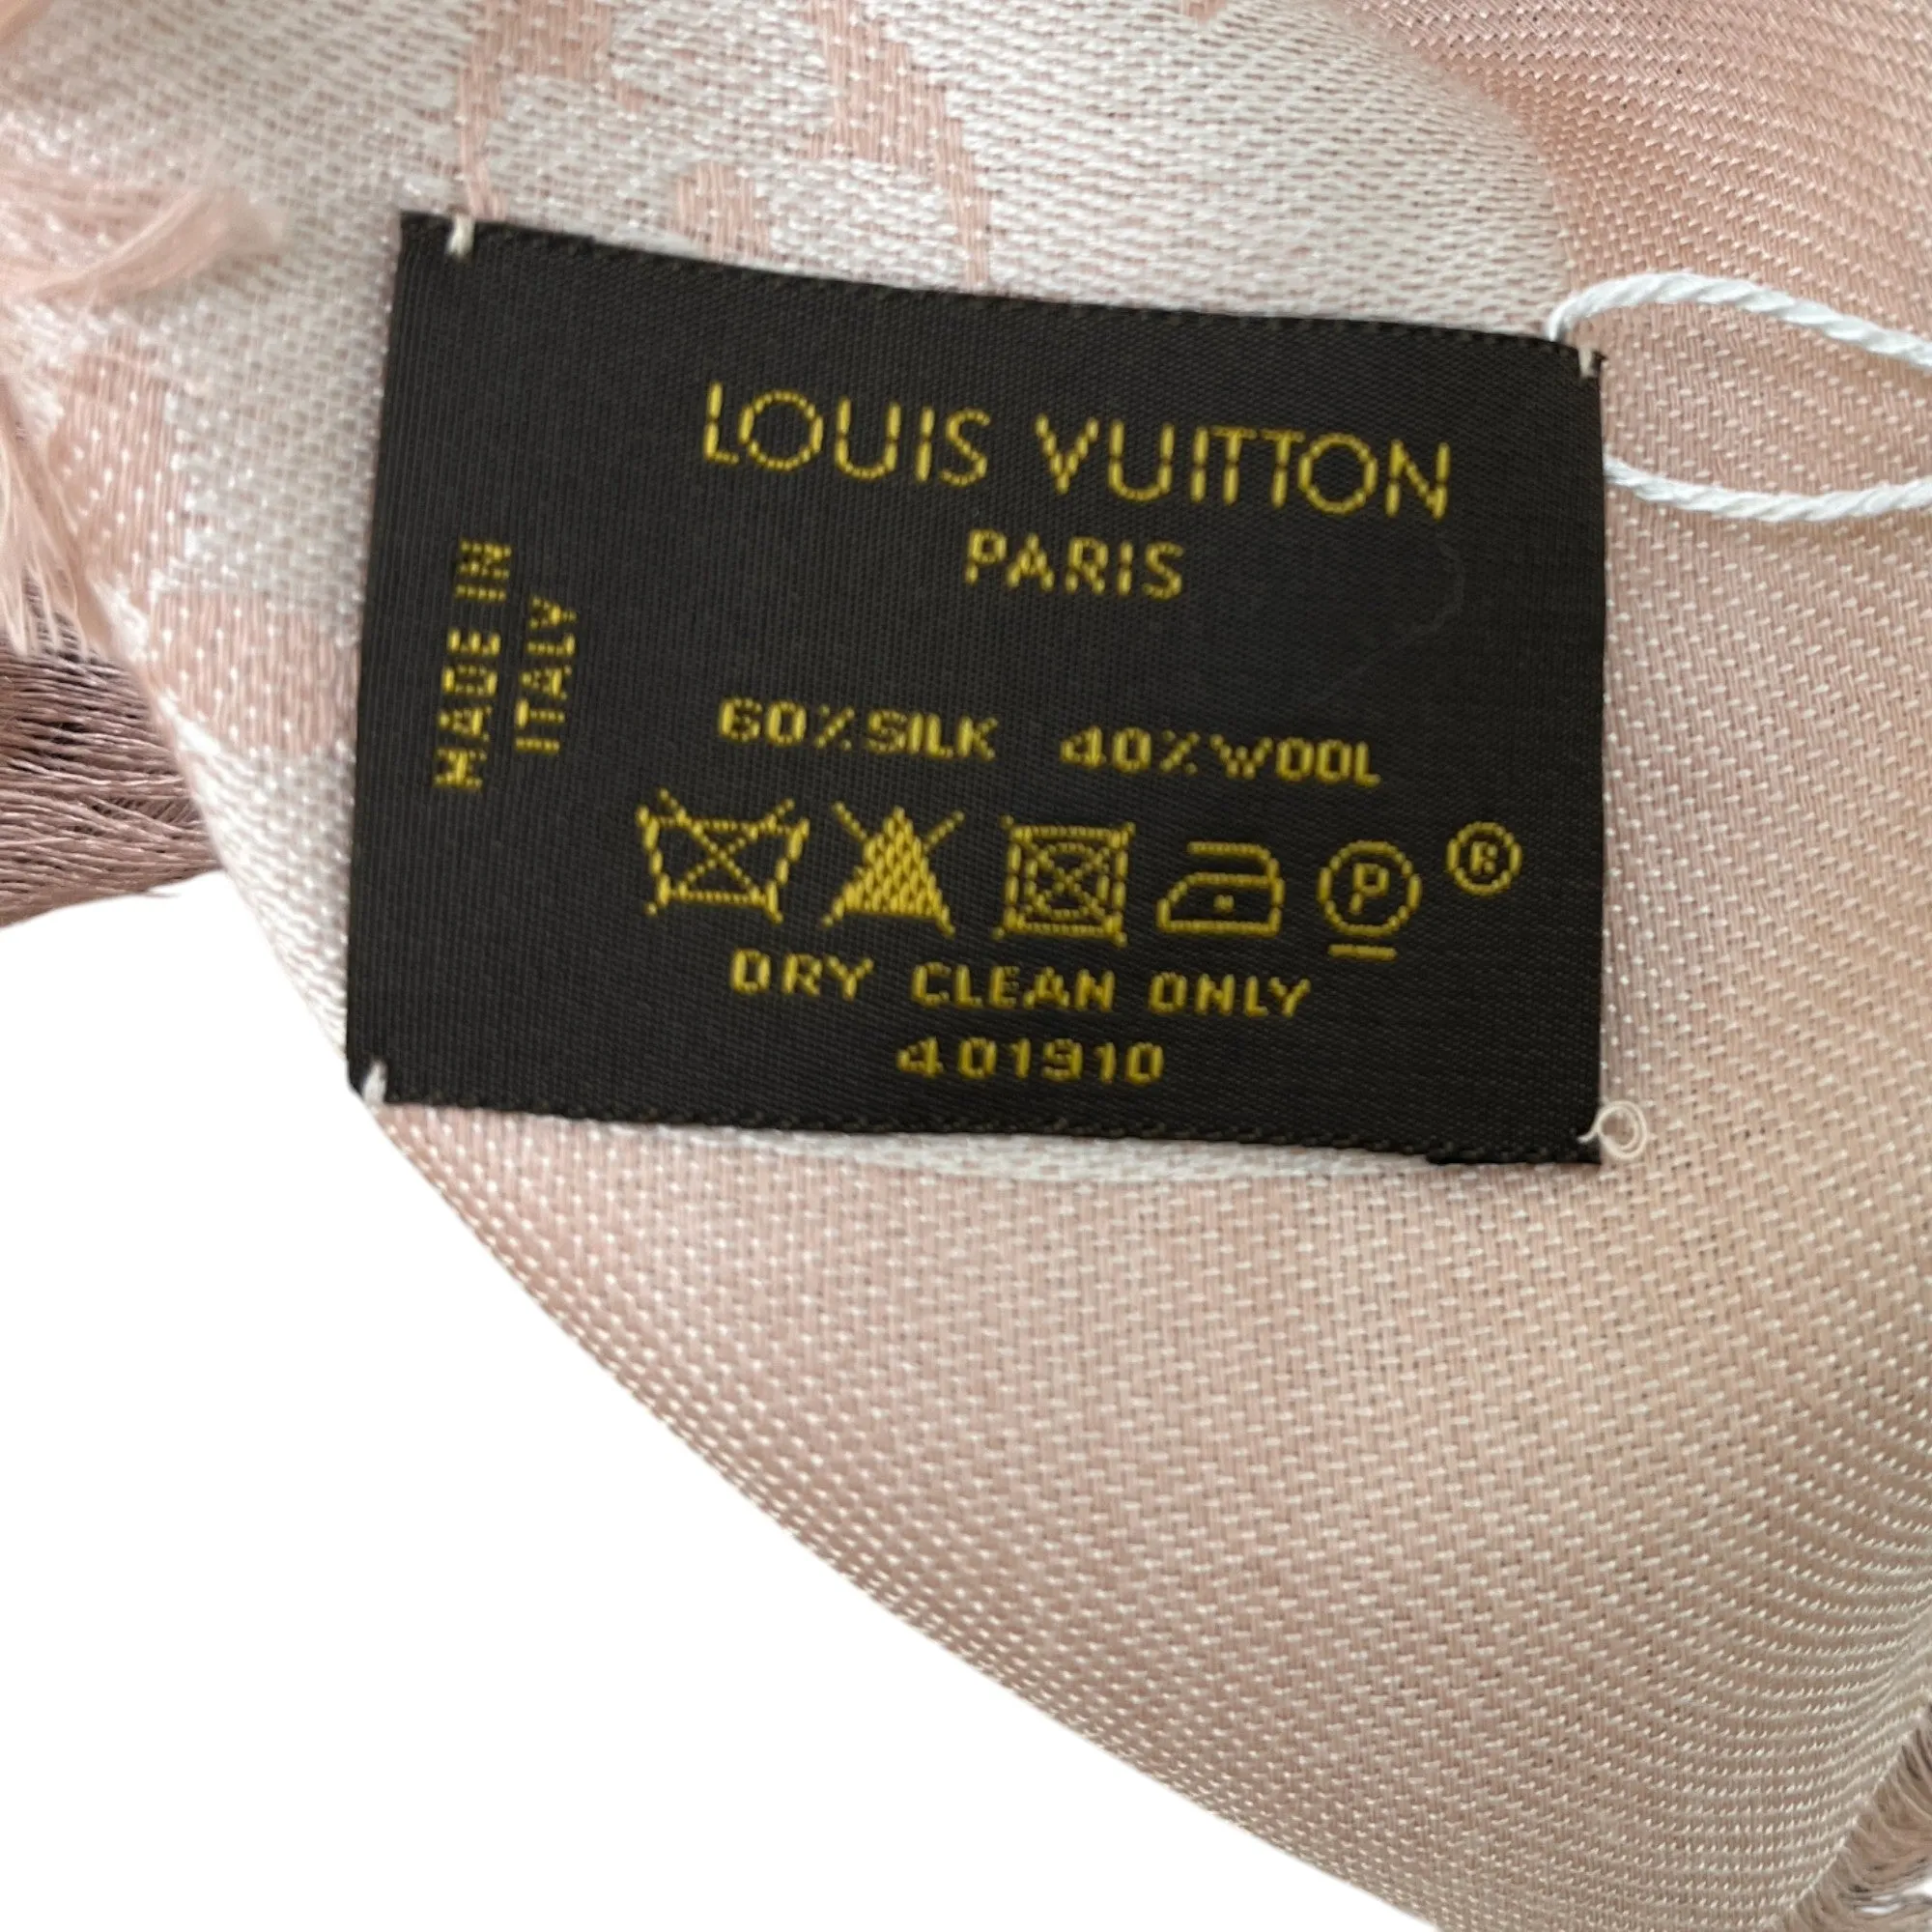 LOUIS VUITTON
PARIS
MADE IN
ITALY
60% SILK 40% WOOL
P ®
DRY CLEAN ONLY
401910